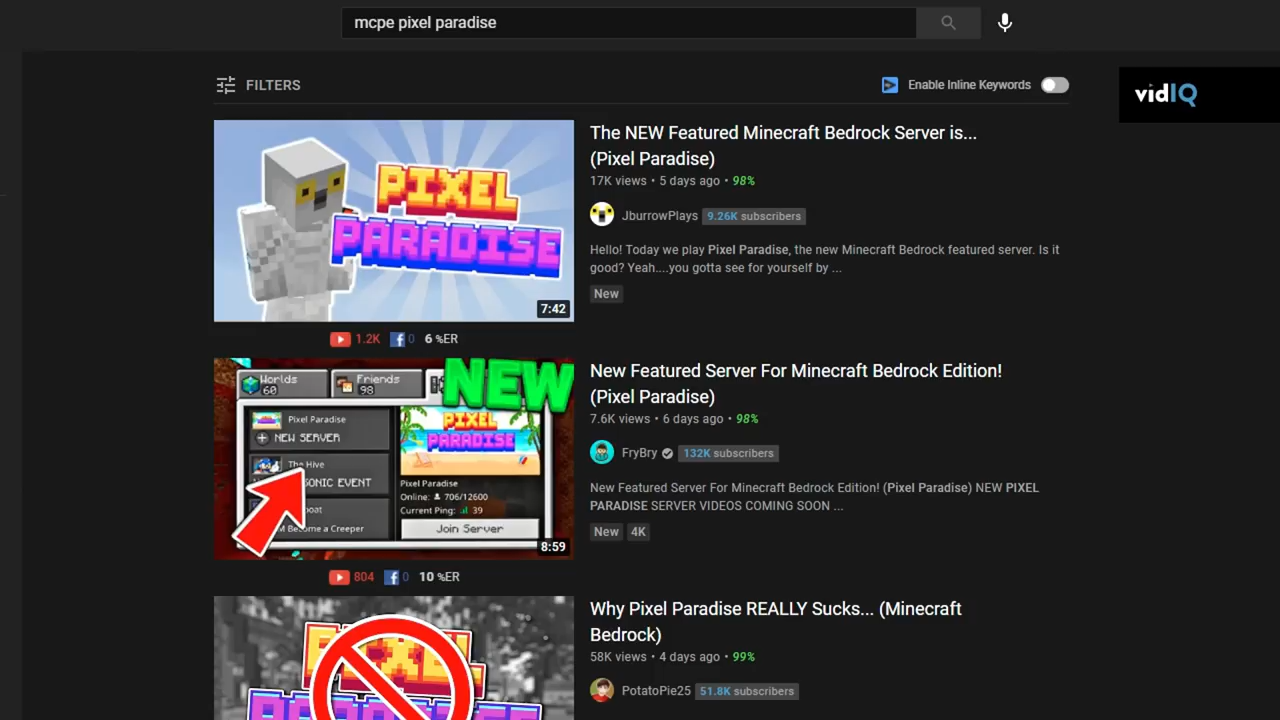 mcpe pixel paradise
FILTERS
Enable Inline Keywords
vidIQ
PIXEL
PARADISE
7:42
The NEW Featured Minecraft Bedrock Server is...
(Pixel Paradise)
17K views • 5 days ago • 98%
JburrowPlays 9.26K subscribers
Hello! Today we play Pixel Paradise, the new Minecraft Bedrock featured server. Is it
good? Yeah....you gotta see for yourself by ...
New
1.2K 0 6 %ER
Worlds
60
Friends
98
NEW
Pixel Paradise
NEW SERVER
The Hive
SONIC EVENT
Become a Creeper
PIXEL
PARADISE
Pixel Paradise
Online: 706/12600
Current Ping: 39
Join Server
8:59
New Featured Server For Minecraft Bedrock Edition!
(Pixel Paradise)
7.6K views • 6 days ago • 98%
FryBry 132K subscribers
New Featured Server For Minecraft Bedrock Edition! (Pixel Paradise) NEW PIXEL
PARADISE SERVER VIDEOS COMING SOON ...
New 4K
804 0 10 %ER
PIXEL
PARADISE
Why Pixel Paradise REALLY Sucks... (Minecraft
Bedrock)
58K views • 4 days ago • 99%
PotatoPie25 51.8K subscribers